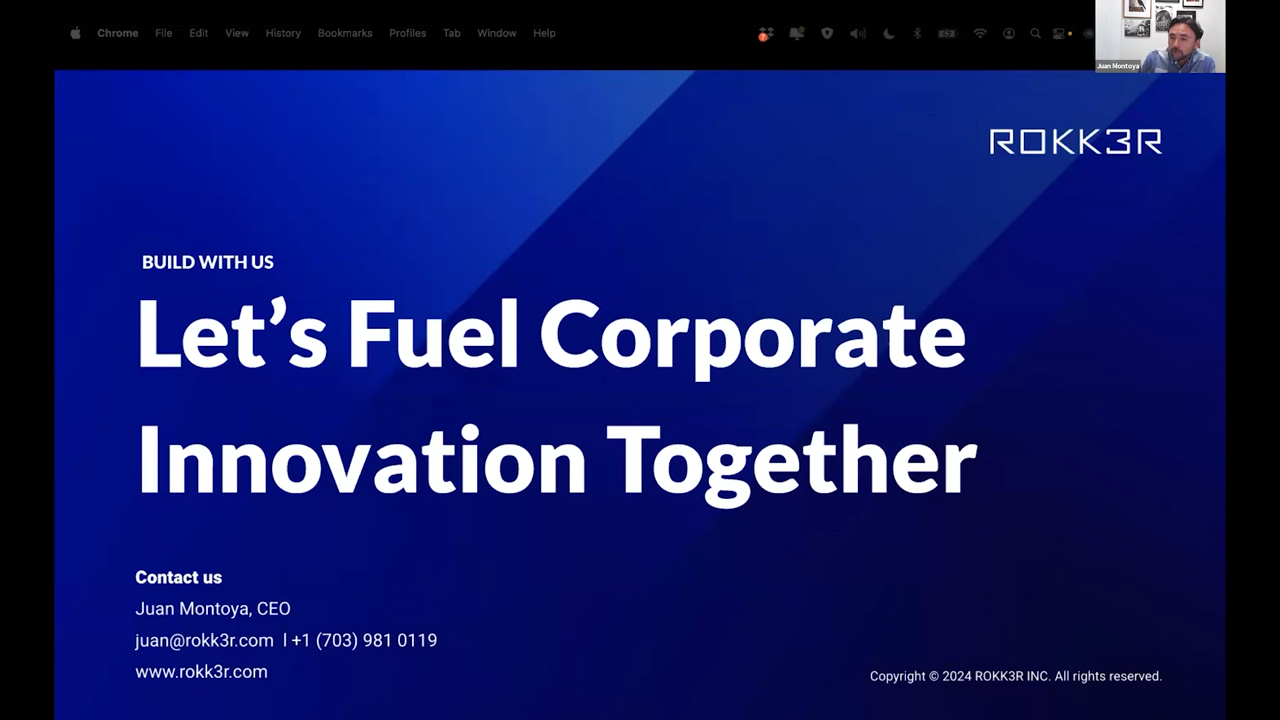 Chrome File Edit View History Bookmarks Profiles Tab Window Help
Juan Montoya
ROKK3R
BUILD WITH US
Let’s Fuel Corporate
Innovation Together
Contact us
Juan Montoya, CEO
juan@rokk3r.com | +1 (703) 981 0119
www.rokk3r.com
Copyright © 2024 ROKK3R INC. All rights reserved.